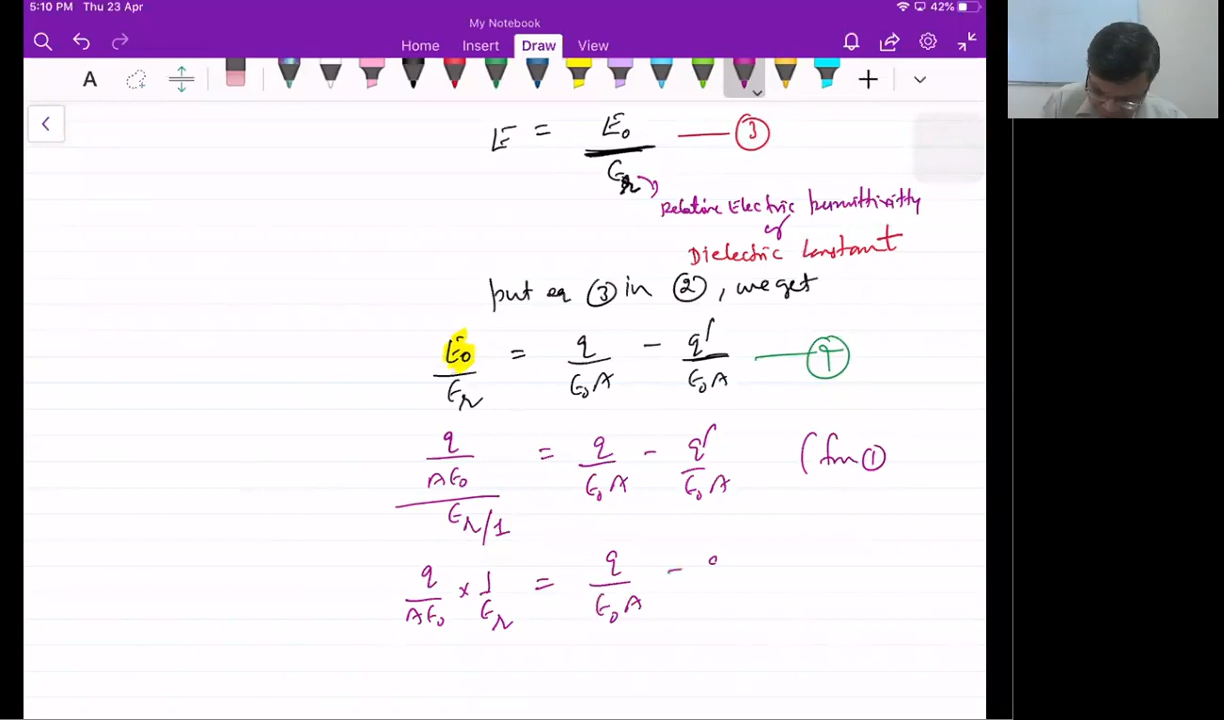 5:10 PM Thu 23 Apr
42%
My Notebook
Home Insert Draw View
A
E = E₀ / ϵr — ③
Relative Electric permittivitty
or
Dielectric constant
put eq ③ in ②, we get
E₀ / ϵr = q / ϵ₀A − q' / ϵ₀A — ④
(q / Aϵ₀) / (ϵr/1) = q / ϵ₀A − q' / ϵ₀A (fm ①
q / Aϵ₀ × 1 / ϵr = q / ϵ₀A −